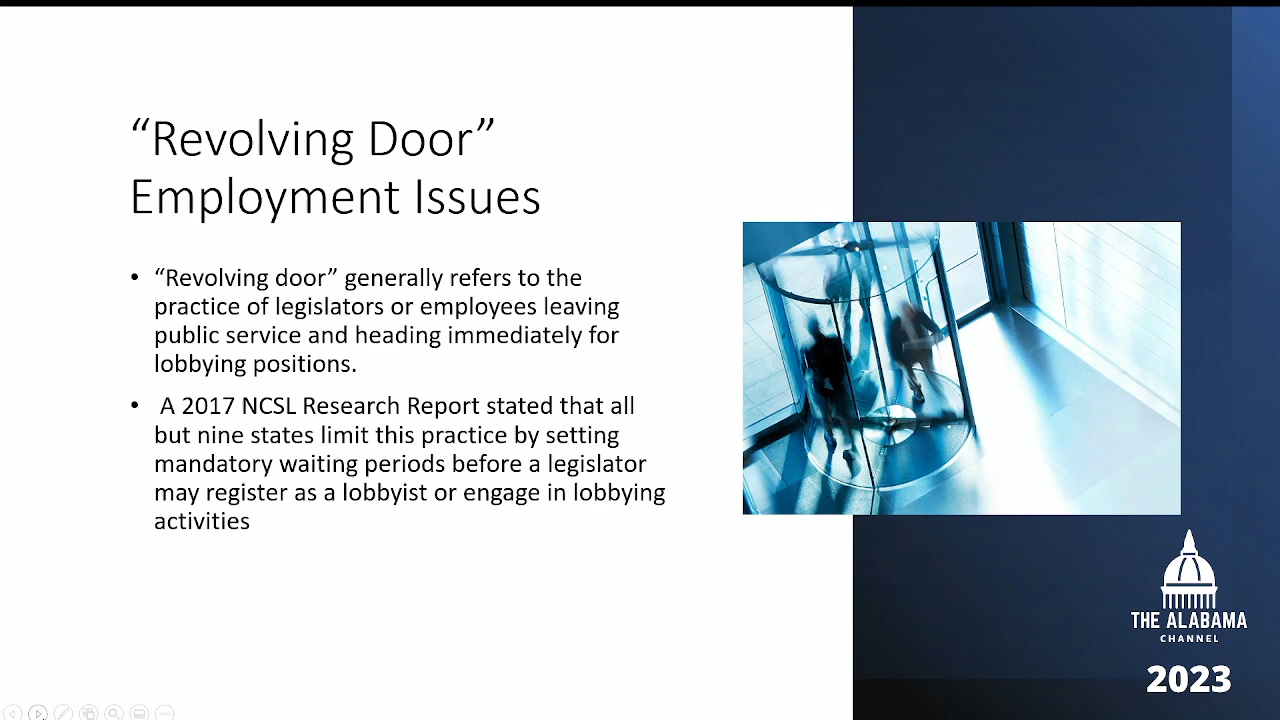 “Revolving Door”
Employment Issues
• “Revolving door” generally refers to the
practice of legislators or employees leaving
public service and heading immediately for
lobbying positions.
• A 2017 NCSL Research Report stated that all
but nine states limit this practice by setting
mandatory waiting periods before a legislator
may register as a lobbyist or engage in lobbying
activities
THE ALABAMA
CHANNEL
2023